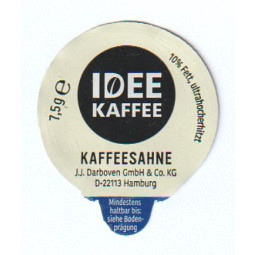 7,5g ℮
10% Fett, ultrahocherhitzt
IDEE
KAFFEE
KAFFEESAHNE
J.J. Darboven GmbH & Co. KG
D-22113 Hamburg
Mindestens
haltbar bis:
siehe Boden-
prägung